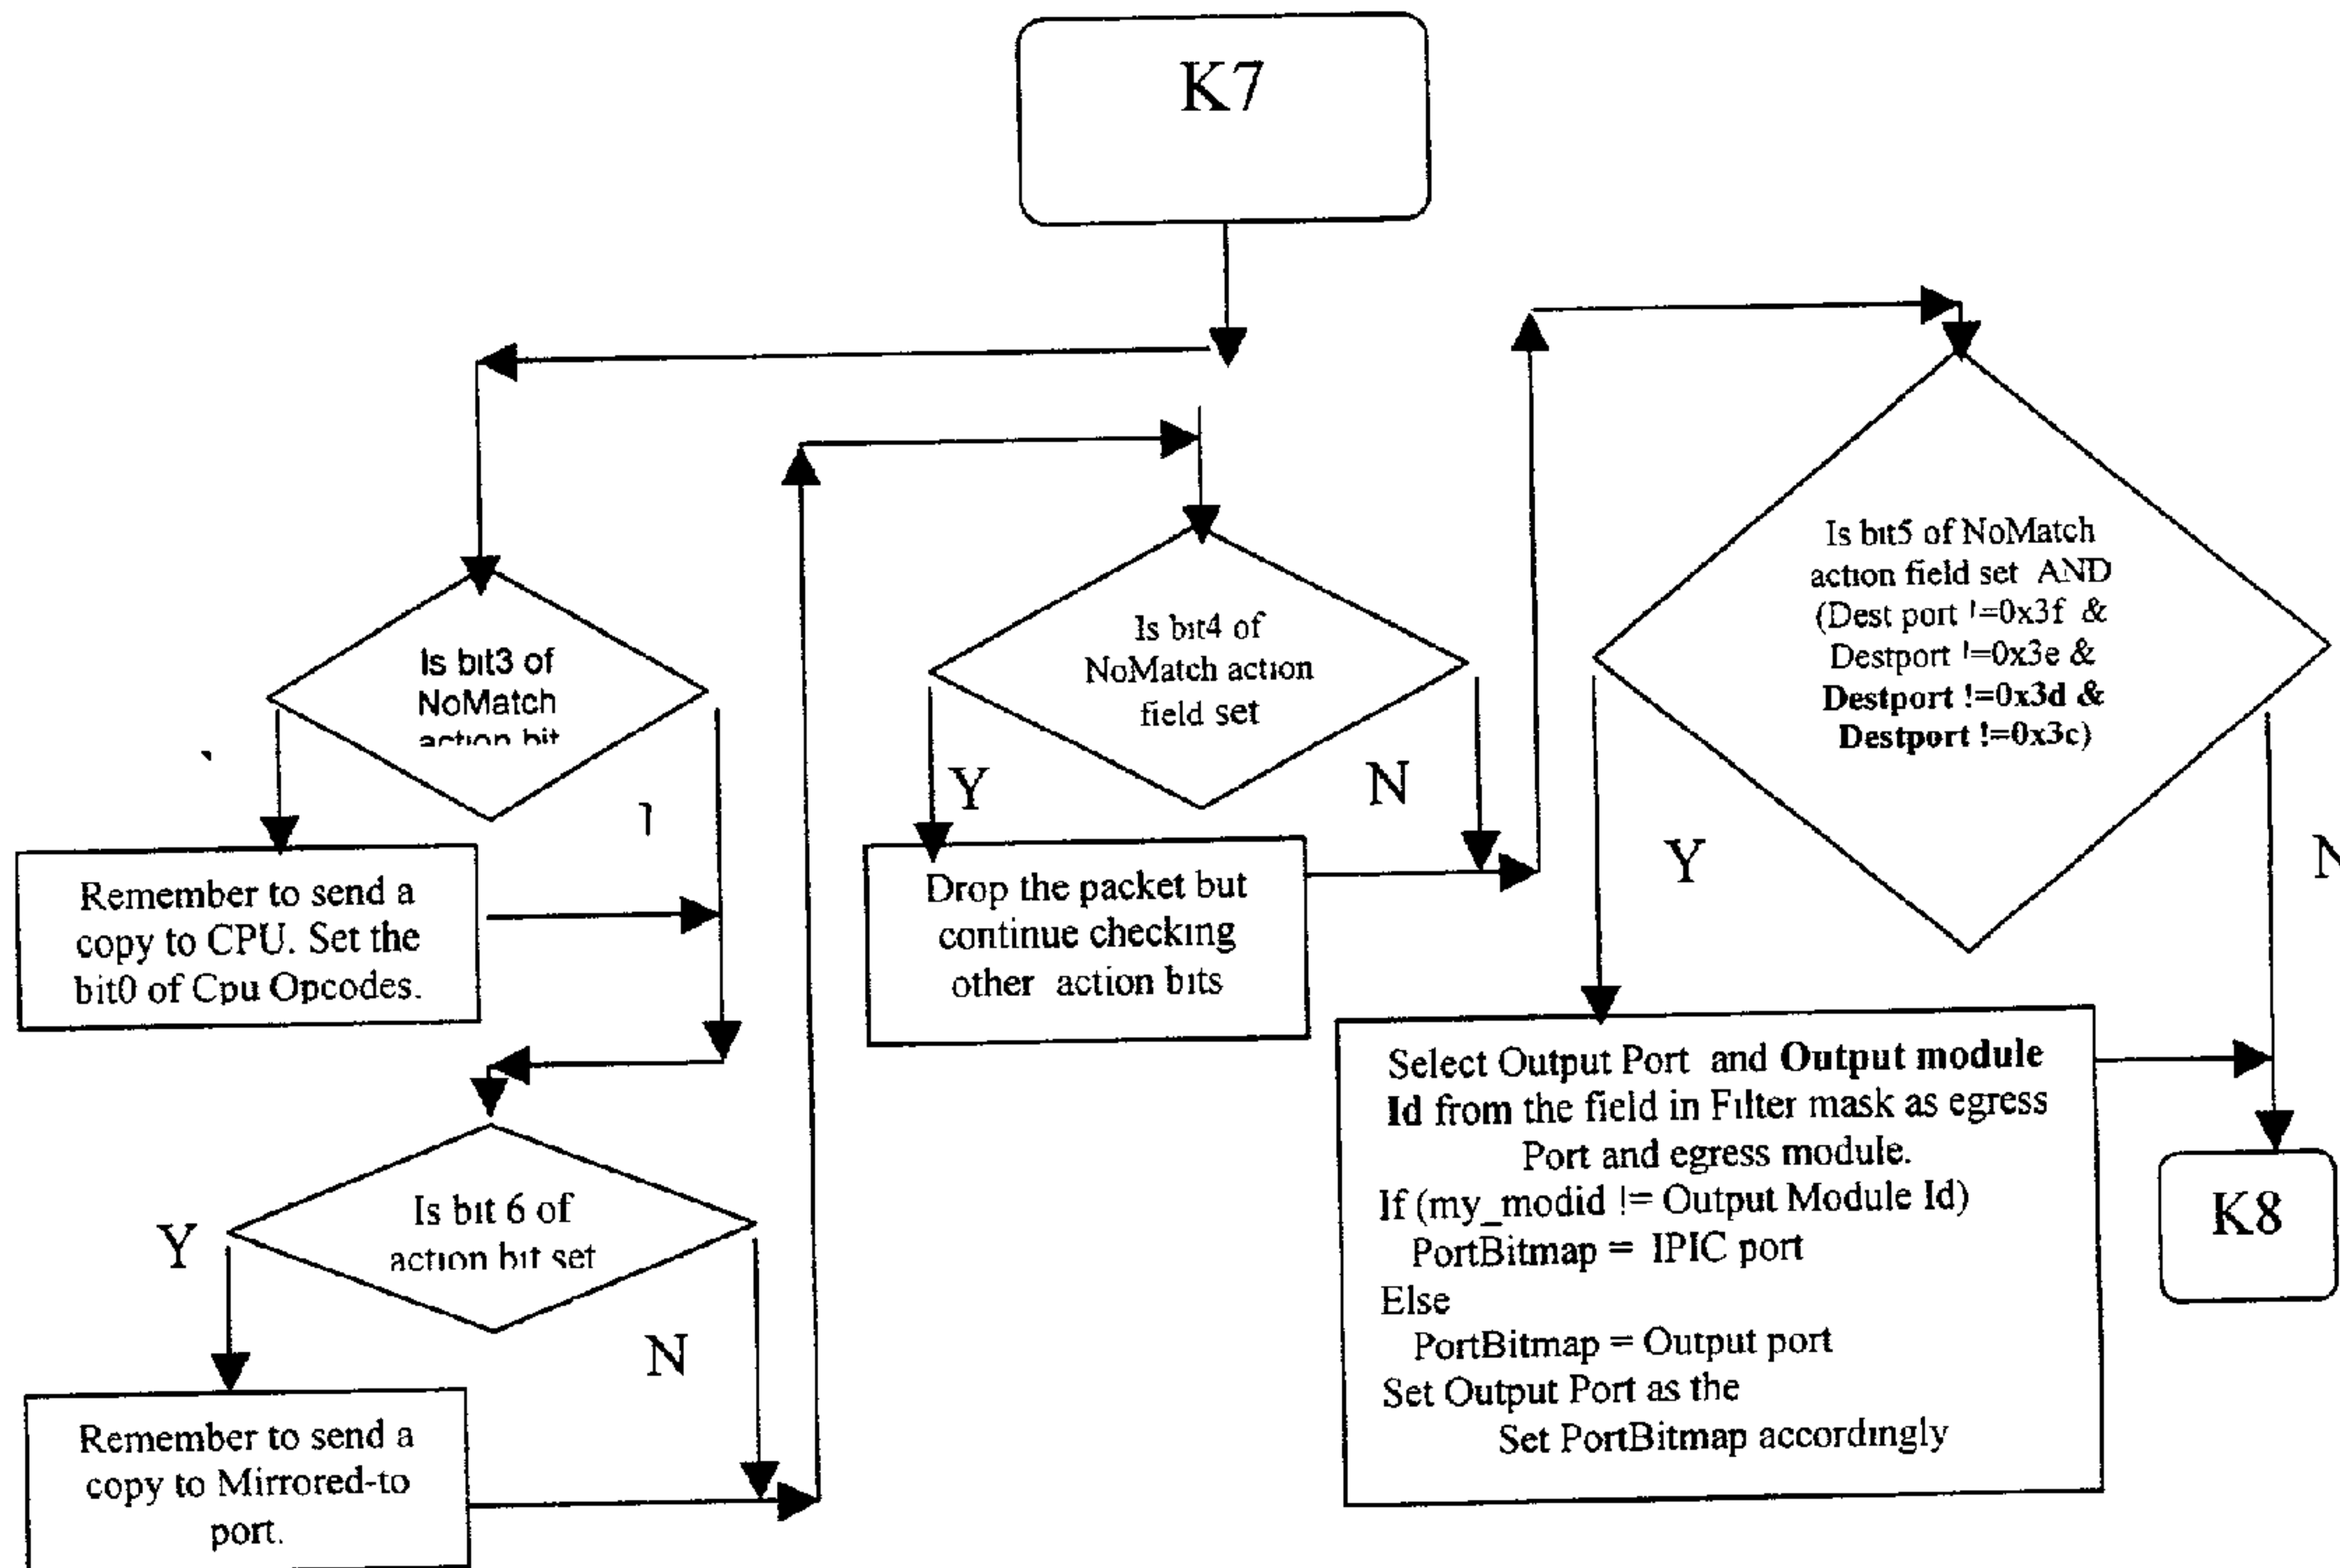 K7
Is bit3 of
NoMatch
action bit
Remember to send a
copy to CPU. Set the
bit0 of Cpu Opcodes.
Is bit 6 of
action bit set
Y
N
Remember to send a
copy to Mirrored-to
port.
Is bit4 of
NoMatch action
field set
Y
N
Drop the packet but
continue checking
other action bits
Is bit5 of NoMatch
action field set AND
(Dest port !=0x3f &
Destport !=0x3e &
Destport !=0x3d &
Destport !=0x3c)
Y
N
Select Output Port and Output module
Id from the field in Filter mask as egress
Port and egress module.
If (my_modid != Output Module Id)
PortBitmap = IPIC port
Else
PortBitmap = Output port
Set Output Port as the
Set PortBitmap accordingly
K8